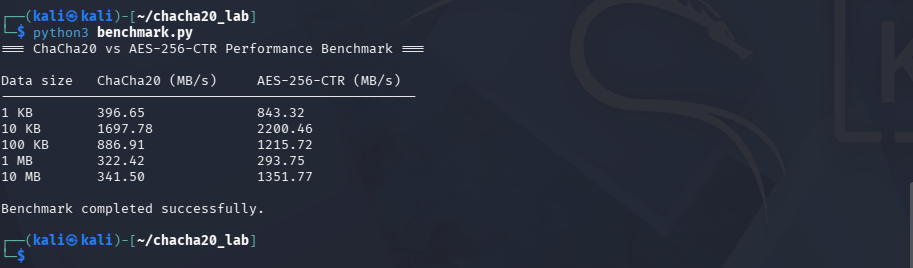 ┌──(kali㉿kali)-[~/chacha20_lab]
└─$ python3 benchmark.py
=== ChaCha20 vs AES-256-CTR Performance Benchmark ===
Data size   ChaCha20 (MB/s)     AES-256-CTR (MB/s)
----------------------------------------------------
1 KB        396.65              843.32
10 KB       1697.78             2200.46
100 KB      886.91              1215.72
1 MB        322.42              293.75
10 MB       341.50              1351.77
Benchmark completed successfully.
┌──(kali㉿kali)-[~/chacha20_lab]
└─$